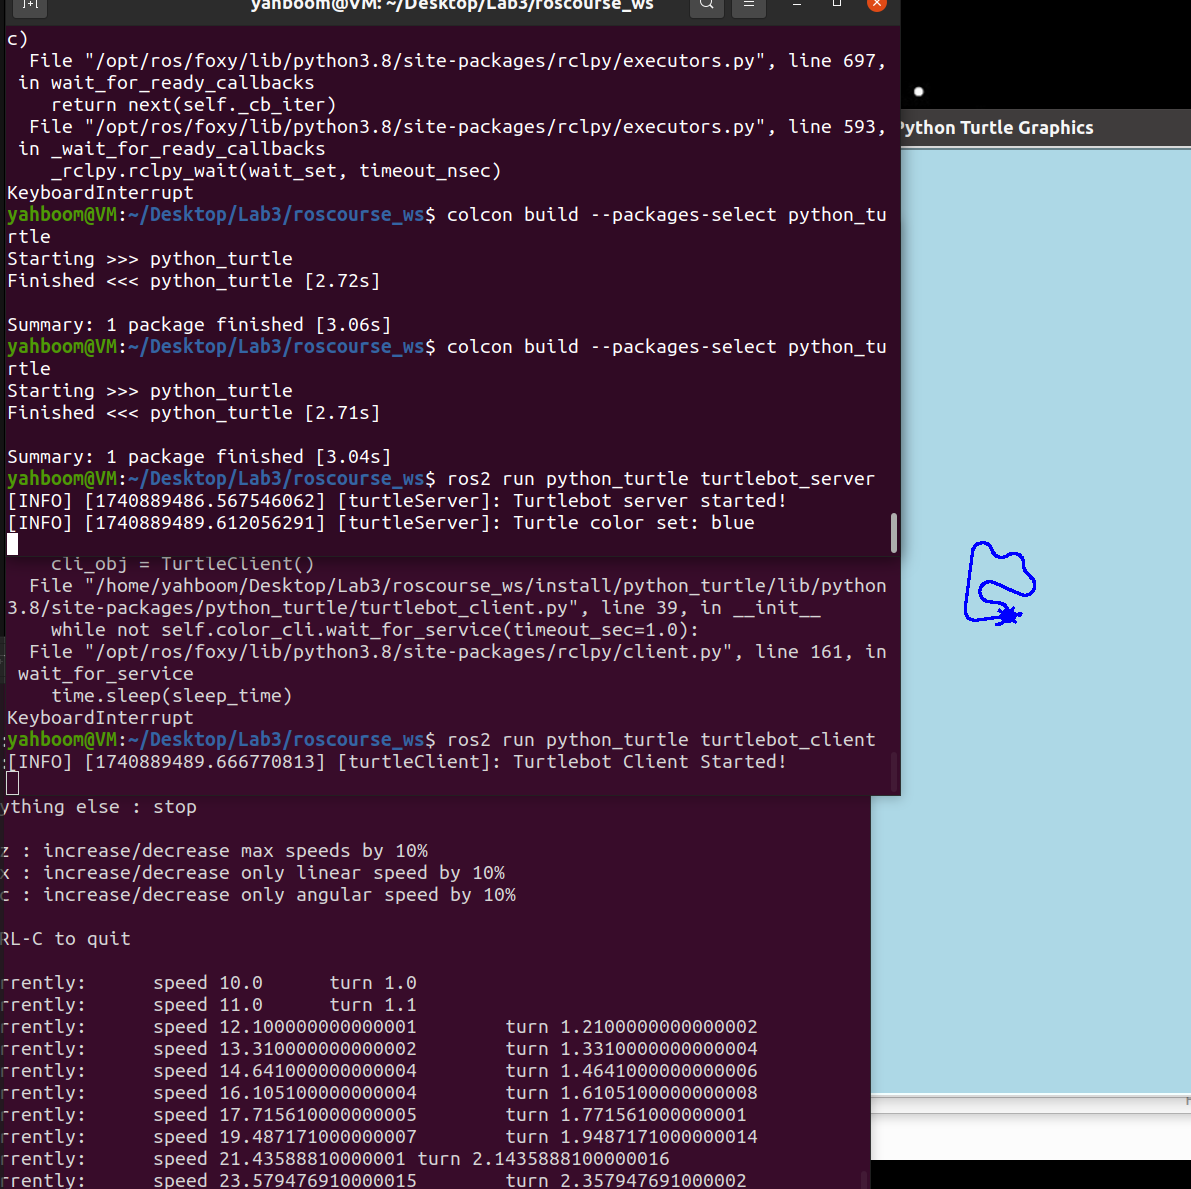 yahboom@VM: ~/Desktop/Lab3/roscourse_ws
c)
  File "/opt/ros/foxy/lib/python3.8/site-packages/rclpy/executors.py", line 697,
 in wait_for_ready_callbacks
    return next(self._cb_iter)
  File "/opt/ros/foxy/lib/python3.8/site-packages/rclpy/executors.py", line 593,
 in _wait_for_ready_callbacks
    _rclpy.rclpy_wait(wait_set, timeout_nsec)
KeyboardInterrupt
yahboom@VM:~/Desktop/Lab3/roscourse_ws$ colcon build --packages-select python_tu
rtle
Starting >>> python_turtle
Finished <<< python_turtle [2.72s]
Summary: 1 package finished [3.06s]
yahboom@VM:~/Desktop/Lab3/roscourse_ws$ colcon build --packages-select python_tu
rtle
Starting >>> python_turtle
Finished <<< python_turtle [2.71s]
Summary: 1 package finished [3.04s]
yahboom@VM:~/Desktop/Lab3/roscourse_ws$ ros2 run python_turtle turtlebot_server
[INFO] [1740889486.567546062] [turtleServer]: Turtlebot server started!
[INFO] [1740889489.612056291] [turtleServer]: Turtle color set: blue
    cli_obj = TurtleClient()
  File "/home/yahboom/Desktop/Lab3/roscourse_ws/install/python_turtle/lib/python
3.8/site-packages/python_turtle/turtlebot_client.py", line 39, in __init__
    while not self.color_cli.wait_for_service(timeout_sec=1.0):
  File "/opt/ros/foxy/lib/python3.8/site-packages/rclpy/client.py", line 161, in
 wait_for_service
    time.sleep(sleep_time)
KeyboardInterrupt
yahboom@VM:~/Desktop/Lab3/roscourse_ws$ ros2 run python_turtle turtlebot_client
[INFO] [1740889489.666770813] [turtleClient]: Turtlebot Client Started!
ything else : stop
z : increase/decrease max speeds by 10%
x : increase/decrease only linear speed by 10%
c : increase/decrease only angular speed by 10%
RL-C to quit
rrently:	speed 10.0	turn 1.0
rrently:	speed 11.0	turn 1.1
rrently:	speed 12.100000000000001	turn 1.2100000000000002
rrently:	speed 13.310000000000002	turn 1.3310000000000004
rrently:	speed 14.641000000000004	turn 1.4641000000000006
rrently:	speed 16.105100000000004	turn 1.6105100000000008
rrently:	speed 17.715610000000005	turn 1.771561000000001
rrently:	speed 19.487171000000007	turn 1.9487171000000014
rrently:	speed 21.43588810000001	turn 2.1435888100000016
rrently:	speed 23.579476910000015	turn 2.357947691000002
Python Turtle Graphics